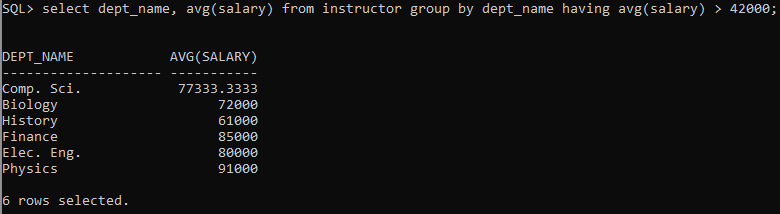 SQL> select dept_name, avg(salary) from instructor group by dept_name having avg(salary) > 42000;
DEPT_NAME            AVG(SALARY)
-------------------- -----------
Comp. Sci.            77333.3333
Biology                    72000
History                    61000
Finance                    85000
Elec. Eng.                 80000
Physics                    91000
6 rows selected.